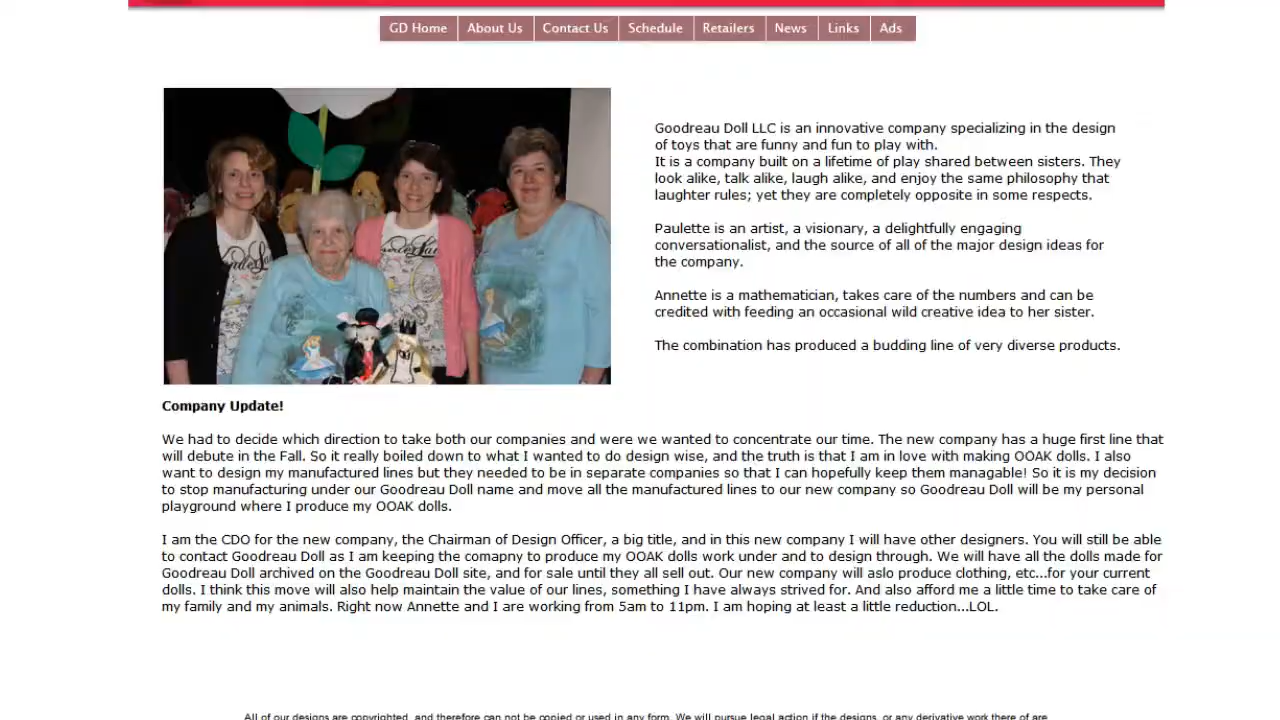 GD Home About Us Contact Us Schedule Retailers News Links Ads
Goodreau Doll LLC is an innovative company specializing in the design
of toys that are funny and fun to play with.
It is a company built on a lifetime of play shared between sisters. They
look alike, talk alike, laugh alike, and enjoy the same philosophy that
laughter rules; yet they are completely opposite in some respects.
Paulette is an artist, a visionary, a delightfully engaging
conversationalist, and the source of all of the major design ideas for
the company.
Annette is a mathematician, takes care of the numbers and can be
credited with feeding an occasional wild creative idea to her sister.
The combination has produced a budding line of very diverse products.
Company Update!
We had to decide which direction to take both our companies and were we wanted to concentrate our time. The new company has a huge first line that
will debute in the Fall. So it really boiled down to what I wanted to do design wise, and the truth is that I am in love with making OOAK dolls. I also
want to design my manufactured lines but they needed to be in separate companies so that I can hopefully keep them managable! So it is my decision
to stop manufacturing under our Goodreau Doll name and move all the manufactured lines to our new company so Goodreau Doll will be my personal
playground where I produce my OOAK dolls.
I am the CDO for the new company, the Chairman of Design Officer, a big title, and in this new company I will have other designers. You will still be able
to contact Goodreau Doll as I am keeping the comapny to produce my OOAK dolls work under and to design through. We will have all the dolls made for
Goodreau Doll archived on the Goodreau Doll site, and for sale until they all sell out. Our new company will aslo produce clothing, etc...for your current
dolls. I think this move will also help maintain the value of our lines, something I have always strived for. And also afford me a little time to take care of
my family and my animals. Right now Annette and I are working from 5am to 11pm. I am hoping at least a little reduction...LOL.
All of our designs are copyrighted, and therefore can not be copied or used in any form. We will pursue legal action if the designs, or any derivative work there of are